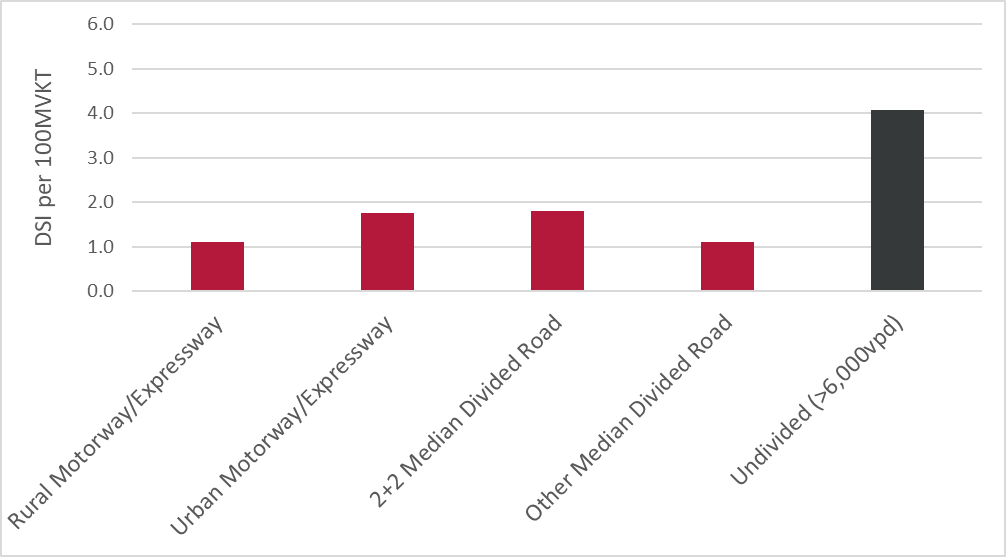 6.0
5.0
4.0
3.0
2.0
1.0
0.0
DSI per 100MVKT
Rural Motorway/Expressway
Urban Motorway/Expressway
2+2 Median Divided Road
Other Median Divided Road
Undivided (>6,000vpd)